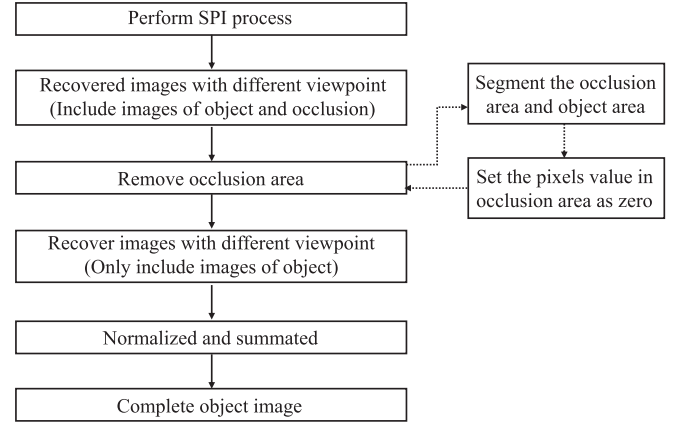 Perform SPI process
Recovered images with different viewpoint
(Include images of object and occlusion)
Segment the occlusion
area and object area
Remove occlusion area
Set the pixels value in
occlusion area as zero
Recover images with different viewpoint
(Only include images of object)
Normalized and summated
Complete object image